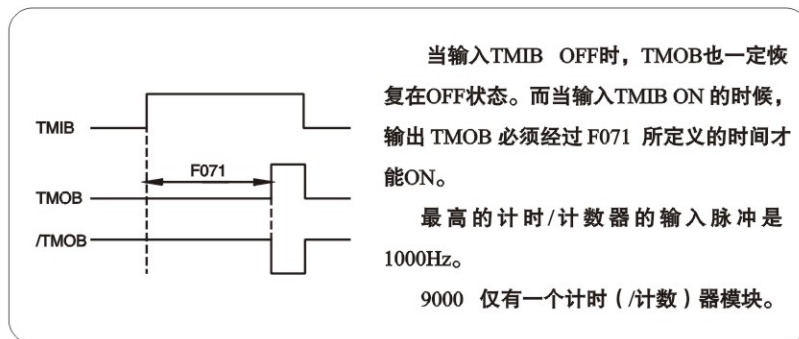 TMIB
F071
TMOB
/TMOB
当输入TMIB OFF时，TMOB也一定恢
复在OFF状态。而当输入TMIB ON 的时候，
输出 TMOB 必须经过 F071 所定义的时间才
能ON。
最高的计时/计数器的输入脉冲是
1000Hz。
9000 仅有一个计时（/计数）器模块。